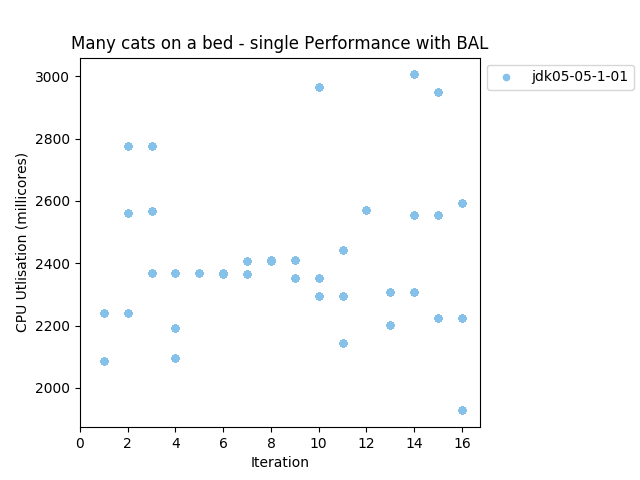 Many cats on a bed - single Performance with BAL
jdk05-05-1-01
3000
2800
2600
2400
2200
2000
CPU Utlisation (millicores)
0 2 4 6 8 10 12 14 16
Iteration